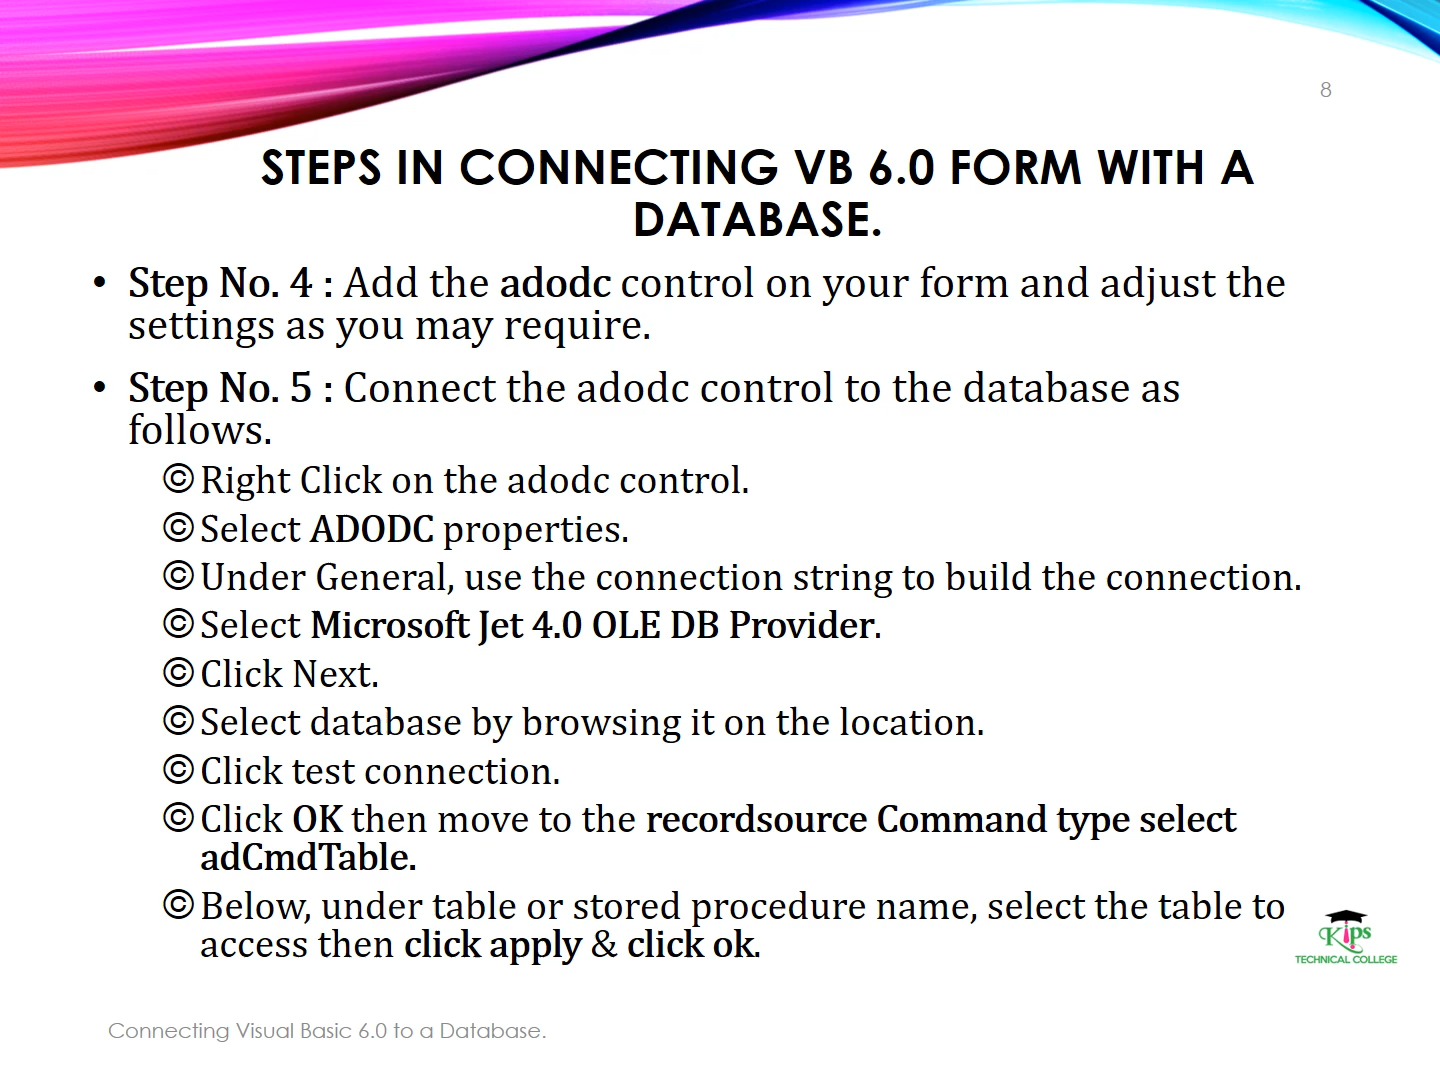 8
STEPS IN CONNECTING VB 6.0 FORM WITH A
DATABASE.
• Step No. 4 : Add the adodc control on your form and adjust the
settings as you may require.
• Step No. 5 : Connect the adodc control to the database as
follows.
© Right Click on the adodc control.
© Select ADODC properties.
© Under General, use the connection string to build the connection.
© Select Microsoft Jet 4.0 OLE DB Provider.
© Click Next.
© Select database by browsing it on the location.
© Click test connection.
© Click OK then move to the recordsource Command type select
adCmdTable.
© Below, under table or stored procedure name, select the table to
access then click apply & click ok.
Kips
TECHNICAL COLLEGE
Connecting Visual Basic 6.0 to a Database.